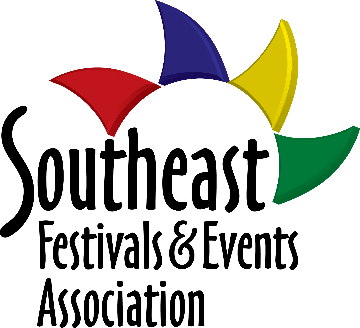 Southeast
Festivals & Events
Association